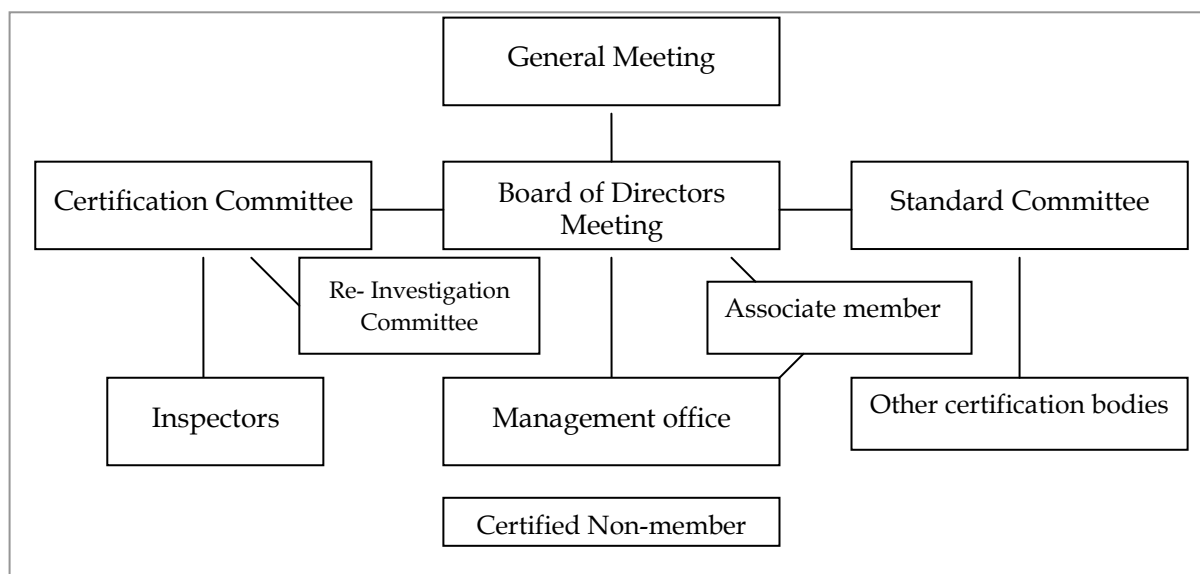 General Meeting
Certification Committee
Board of Directors
Meeting
Standard Committee
Re- Investigation
Committee
Associate member
Inspectors
Management office
Other certification bodies
Certified Non-member